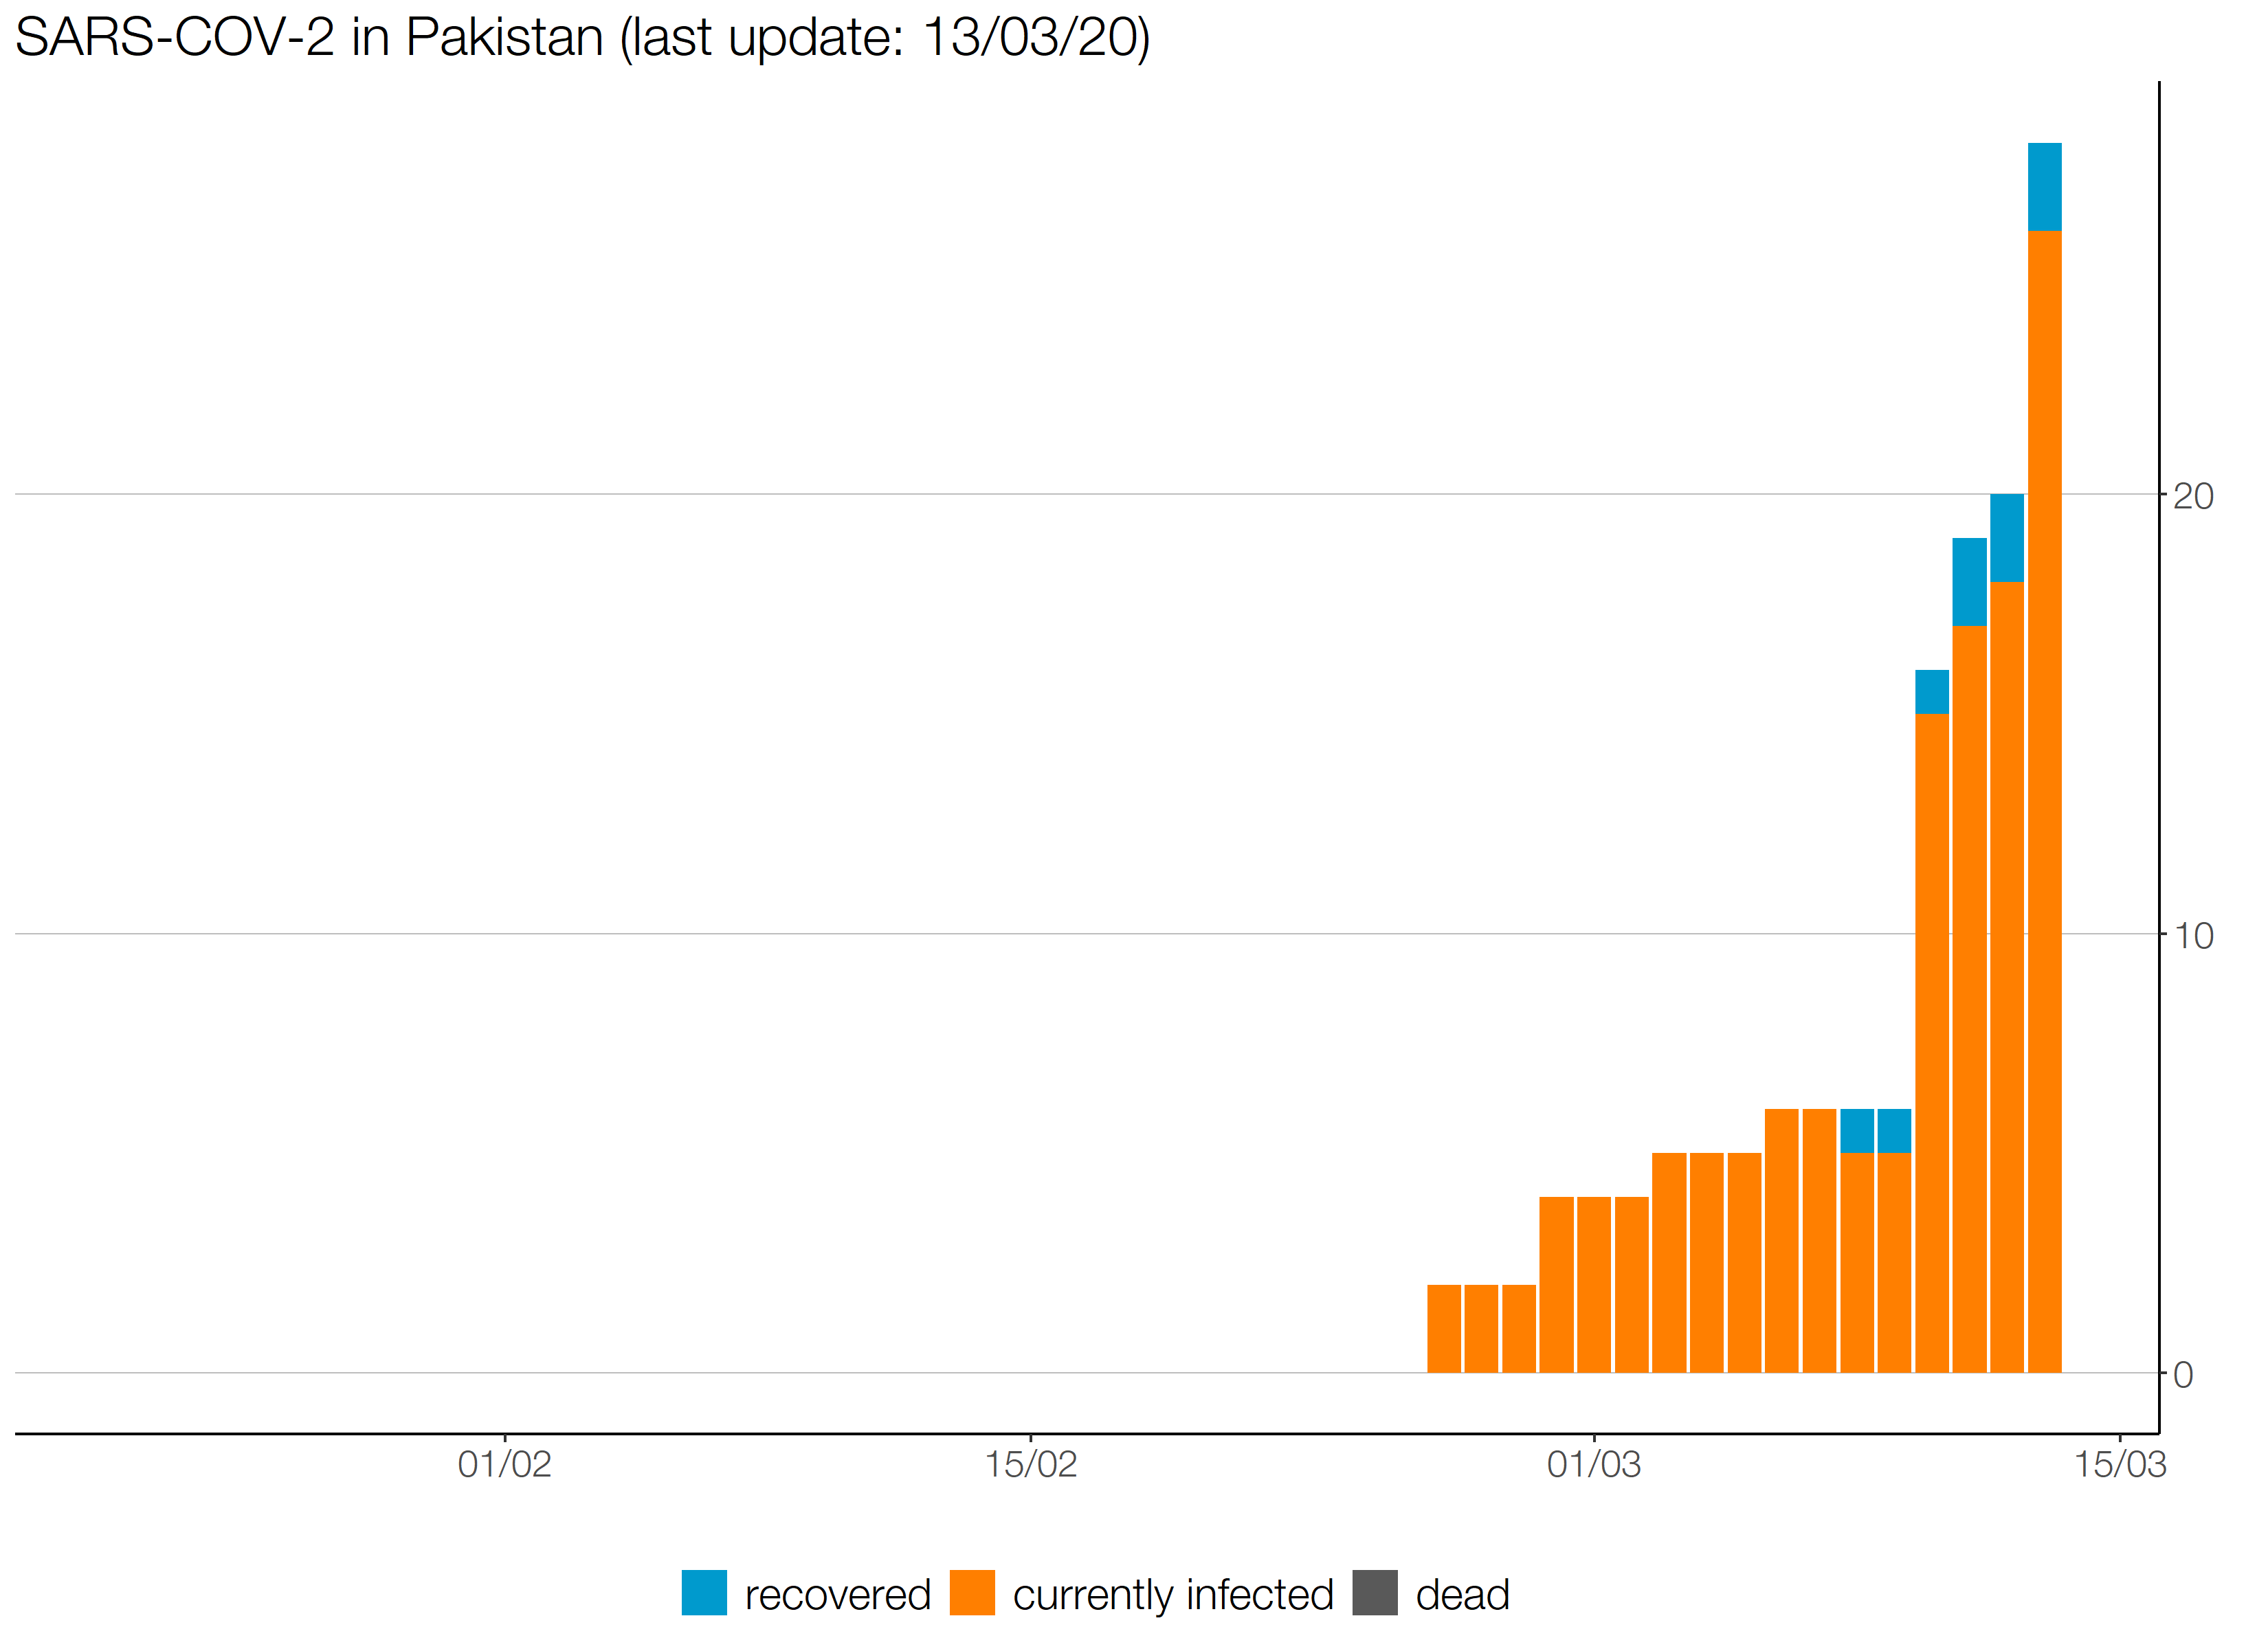 SARS-COV-2 in Pakistan (last update: 13/03/20)
20
10
0
01/02 15/02 01/03 15/03
recovered currently infected dead